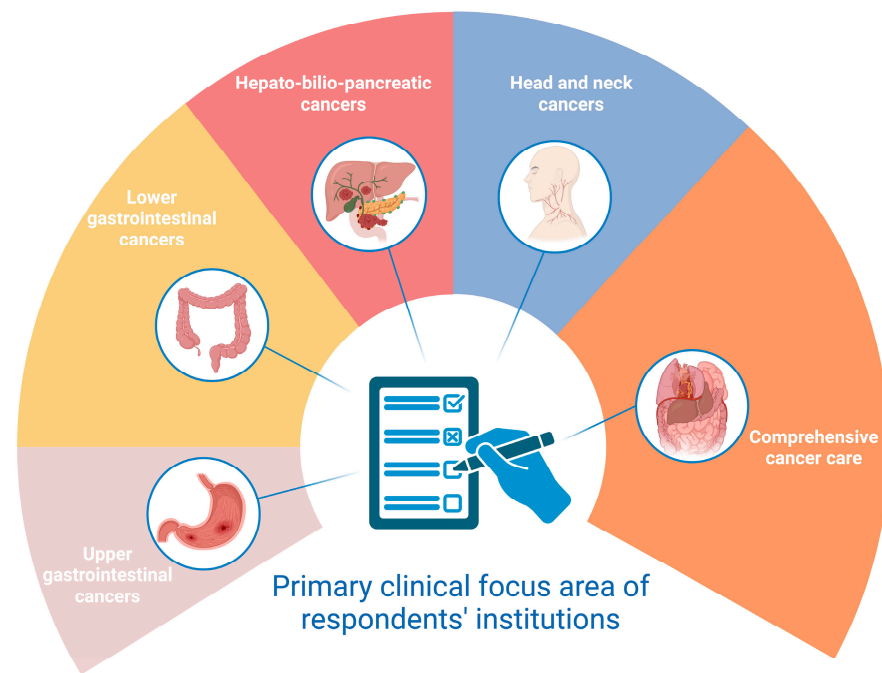 Hepato-bilio-pancreatic
cancers
Head and neck
cancers
Lower
gastrointestinal
cancers
Comprehensive
cancer care
Upper
gastrointestinal
cancers
Primary clinical focus area of
respondents' institutions